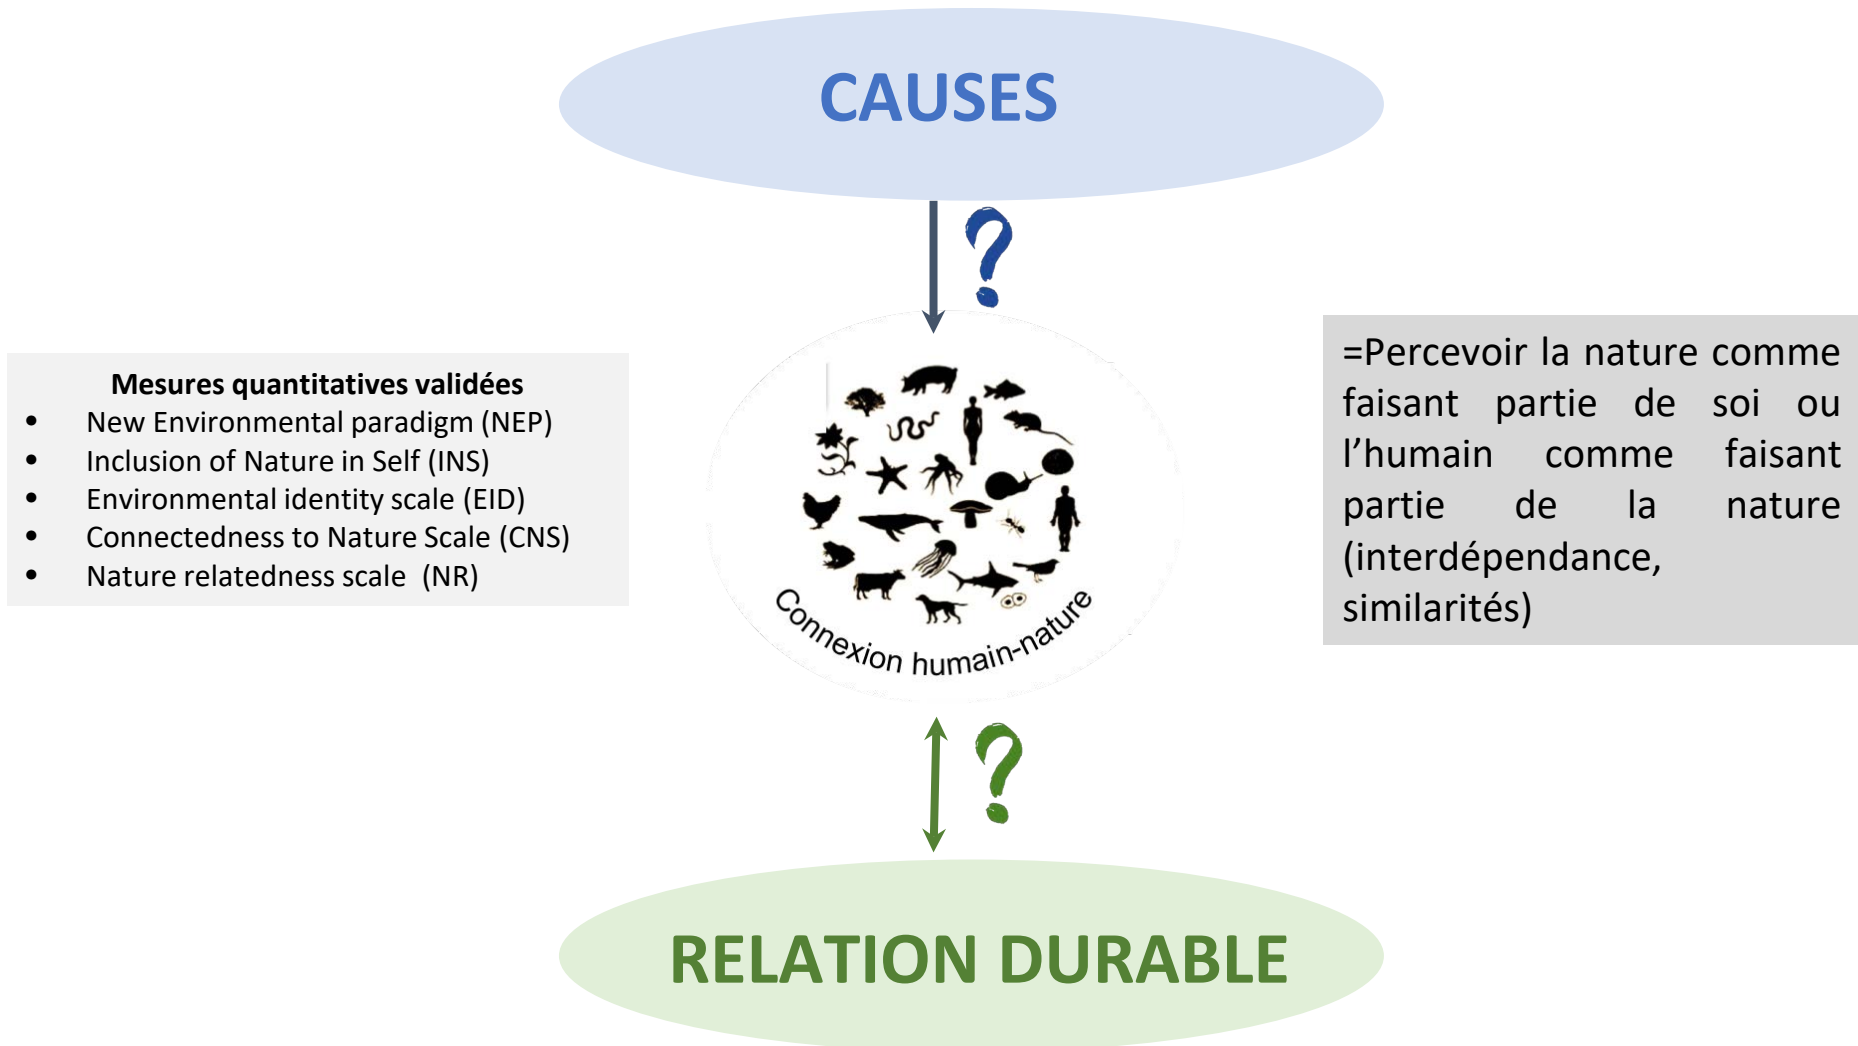 CAUSES
?
Mesures quantitatives validées
• New Environmental paradigm (NEP)
• Inclusion of Nature in Self (INS)
• Environmental identity scale (EID)
• Connectedness to Nature Scale (CNS)
• Nature relatedness scale (NR)
Connexion humain-nature
=Percevoir la nature comme
faisant partie de soi ou
l’humain comme faisant
partie de la nature
(interdépendance,
similarités)
?
RELATION DURABLE